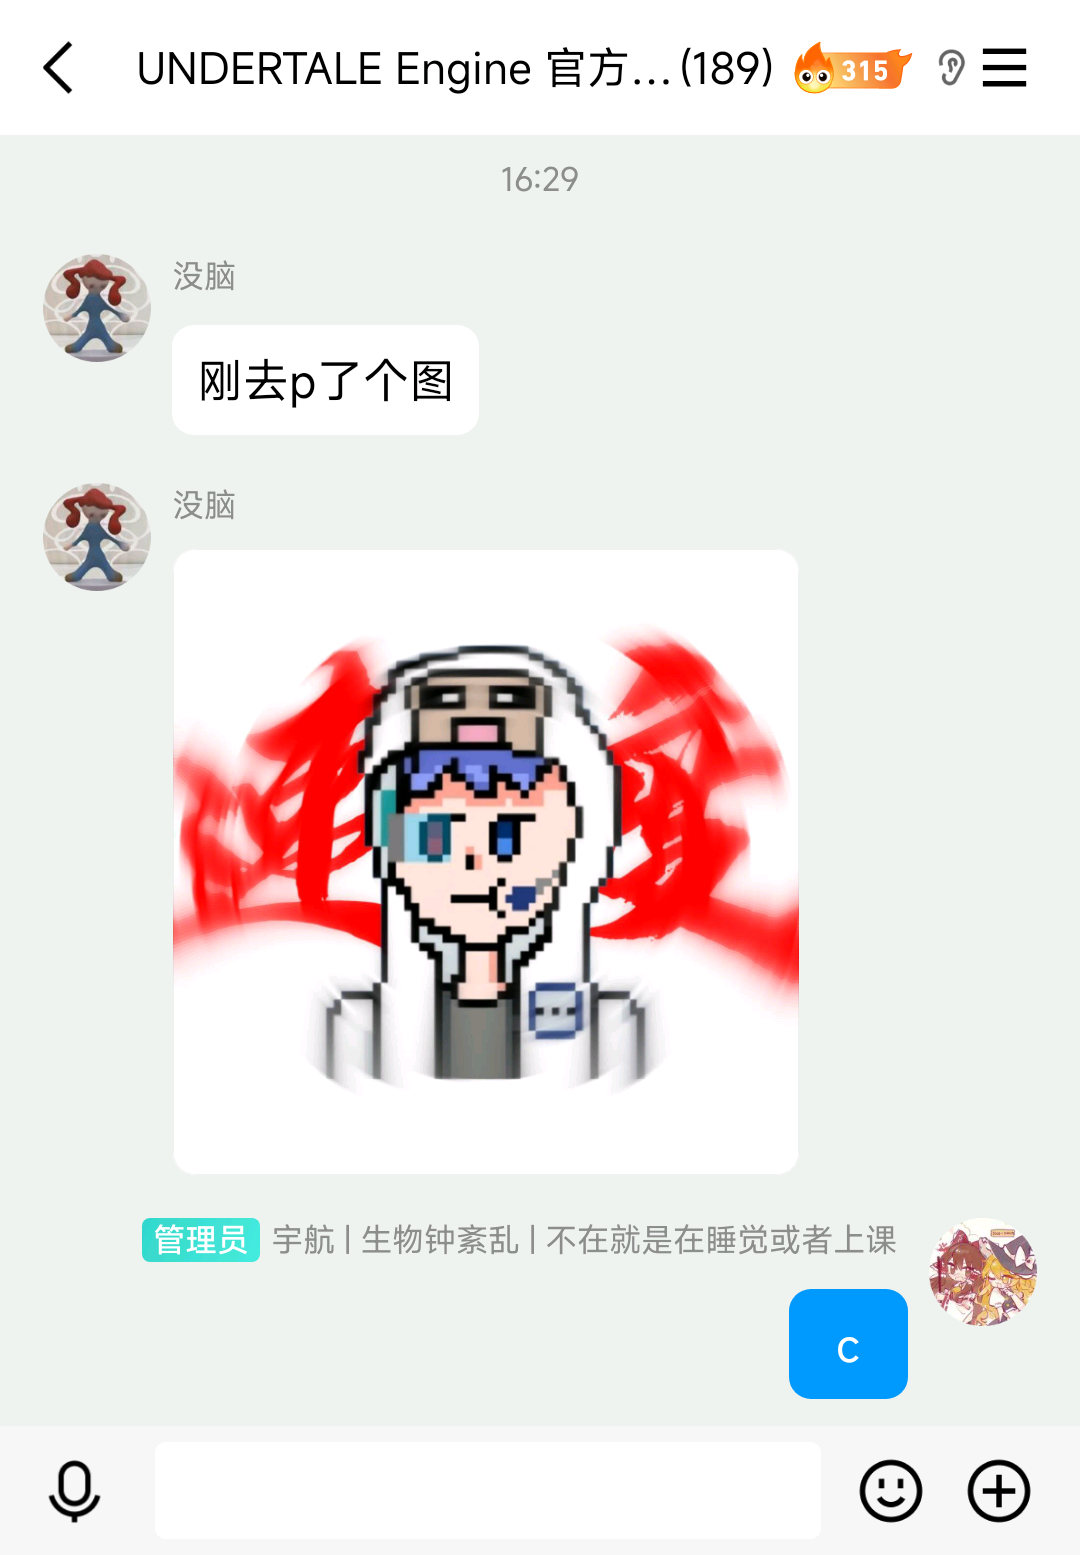 UNDERTALE Engine 官方...(189)
315
16:29
没脑
刚去p了个图
没脑
管理员 宇航 | 生物钟紊乱 | 不在就是在睡觉或者上课
c